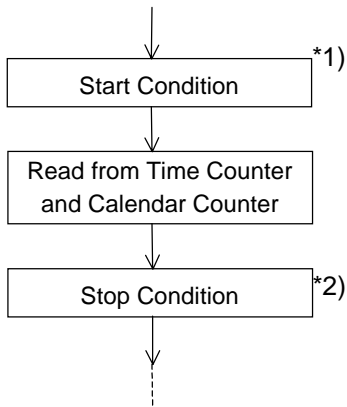 *1)
Start Condition
Read from Time Counter
and Calendar Counter
*2)
Stop Condition